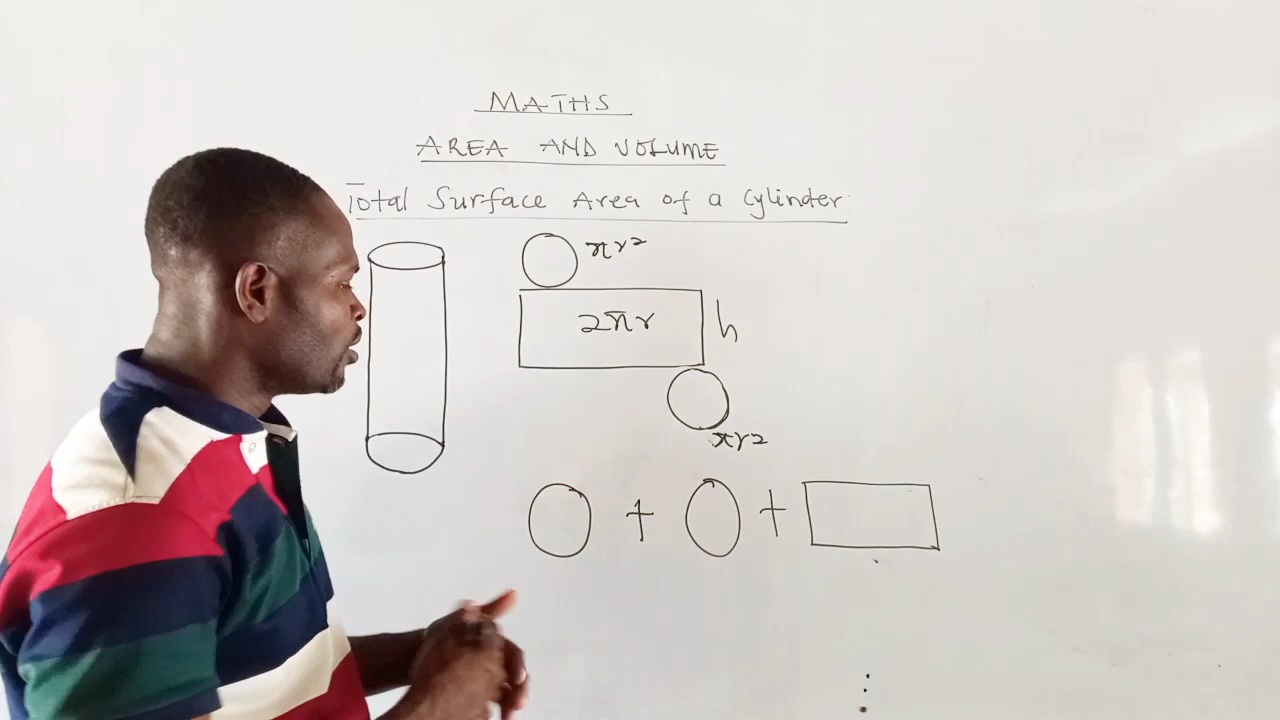 MATHS
AREA AND VOLUME
Total Surface Area of a Cylinder
πr²
2πr h
πr²
+ +